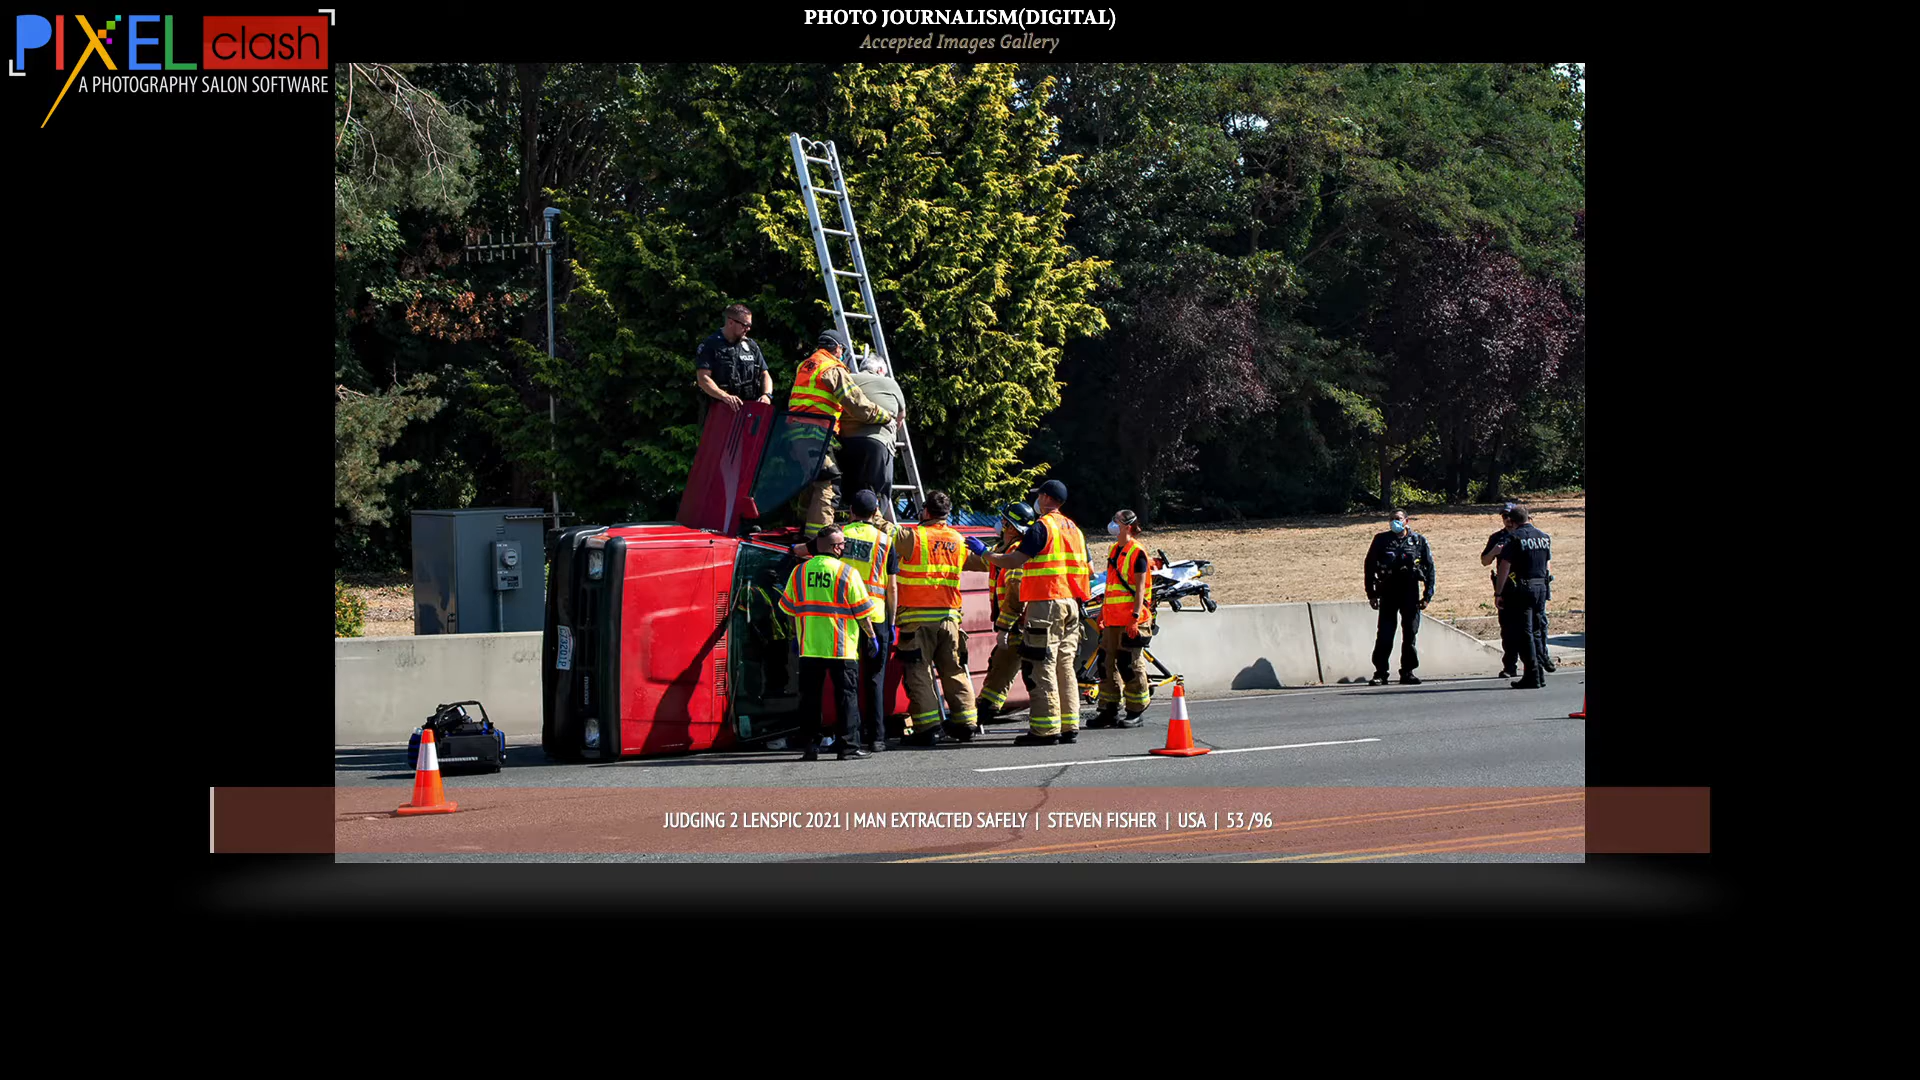 PIXEL clash
A PHOTOGRAPHY SALON SOFTWARE
PHOTO JOURNALISM(DIGITAL)
Accepted Images Gallery
POLICE
EMS
EMS
POLICE
JUDGING 2 LENSPIC 2021 | MAN EXTRACTED SAFELY | STEVEN FISHER | USA | 53 /96